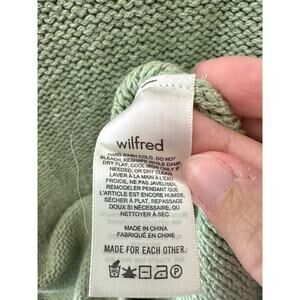 wilfred
HAND WASH COLD, DO NOT
BLEACH, RESHAPE WHILE DAMP,
DRY FLAT, COOL IRON ONLY IF
NEEDED, OR DRY CLEAN.
LAVER À LA MAIN À L'EAU
FROIDE, NE PAS JAVELLISER,
REMODELER PENDANT QUE
L'ARTICLE EST ENCORE HUMIDE,
SÉCHER À PLAT, REPASSAGE
DOUX SI NÉCESSAIRE, OU
NETTOYER À SEC.
MADE IN CHINA
FABRIQUÉ EN CHINE
MADE FOR EACH OTHER.
P